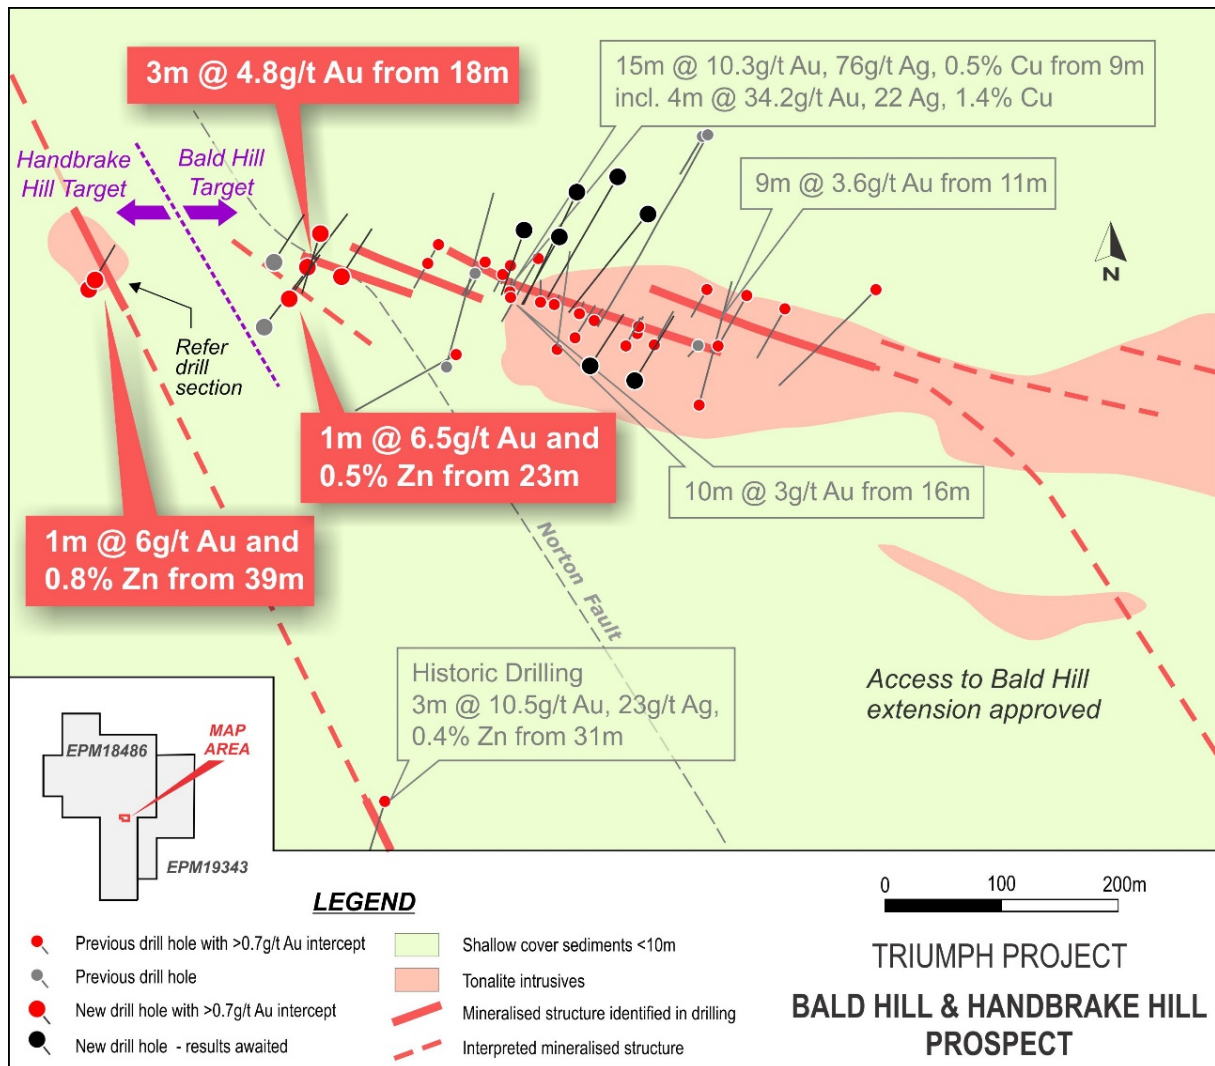 3m @ 4.8g/t Au from 18m
15m @ 10.3g/t Au, 76g/t Ag, 0.5% Cu from 9m
incl. 4m @ 34.2g/t Au, 22 Ag, 1.4% Cu
Handbrake
Hill Target
Bald Hill
Target
9m @ 3.6g/t Au from 11m
N
Refer
drill
section
1m @ 6.5g/t Au and
0.5% Zn from 23m
10m @ 3g/t Au from 16m
1m @ 6g/t Au and
0.8% Zn from 39m
Norton Fault
Historic Drilling
3m @ 10.5g/t Au, 23g/t Ag,
0.4% Zn from 31m
Access to Bald Hill
extension approved
EPM18486
MAP
AREA
EPM19343
LEGEND
Previous drill hole with >0.7g/t Au intercept
Previous drill hole
New drill hole with >0.7g/t Au intercept
New drill hole - results awaited
Shallow cover sediments <10m
Tonalite intrusives
Mineralised structure identified in drilling
Interpreted mineralised structure
0 100 200m
TRIUMPH PROJECT
BALD HILL & HANDBRAKE HILL
PROSPECT